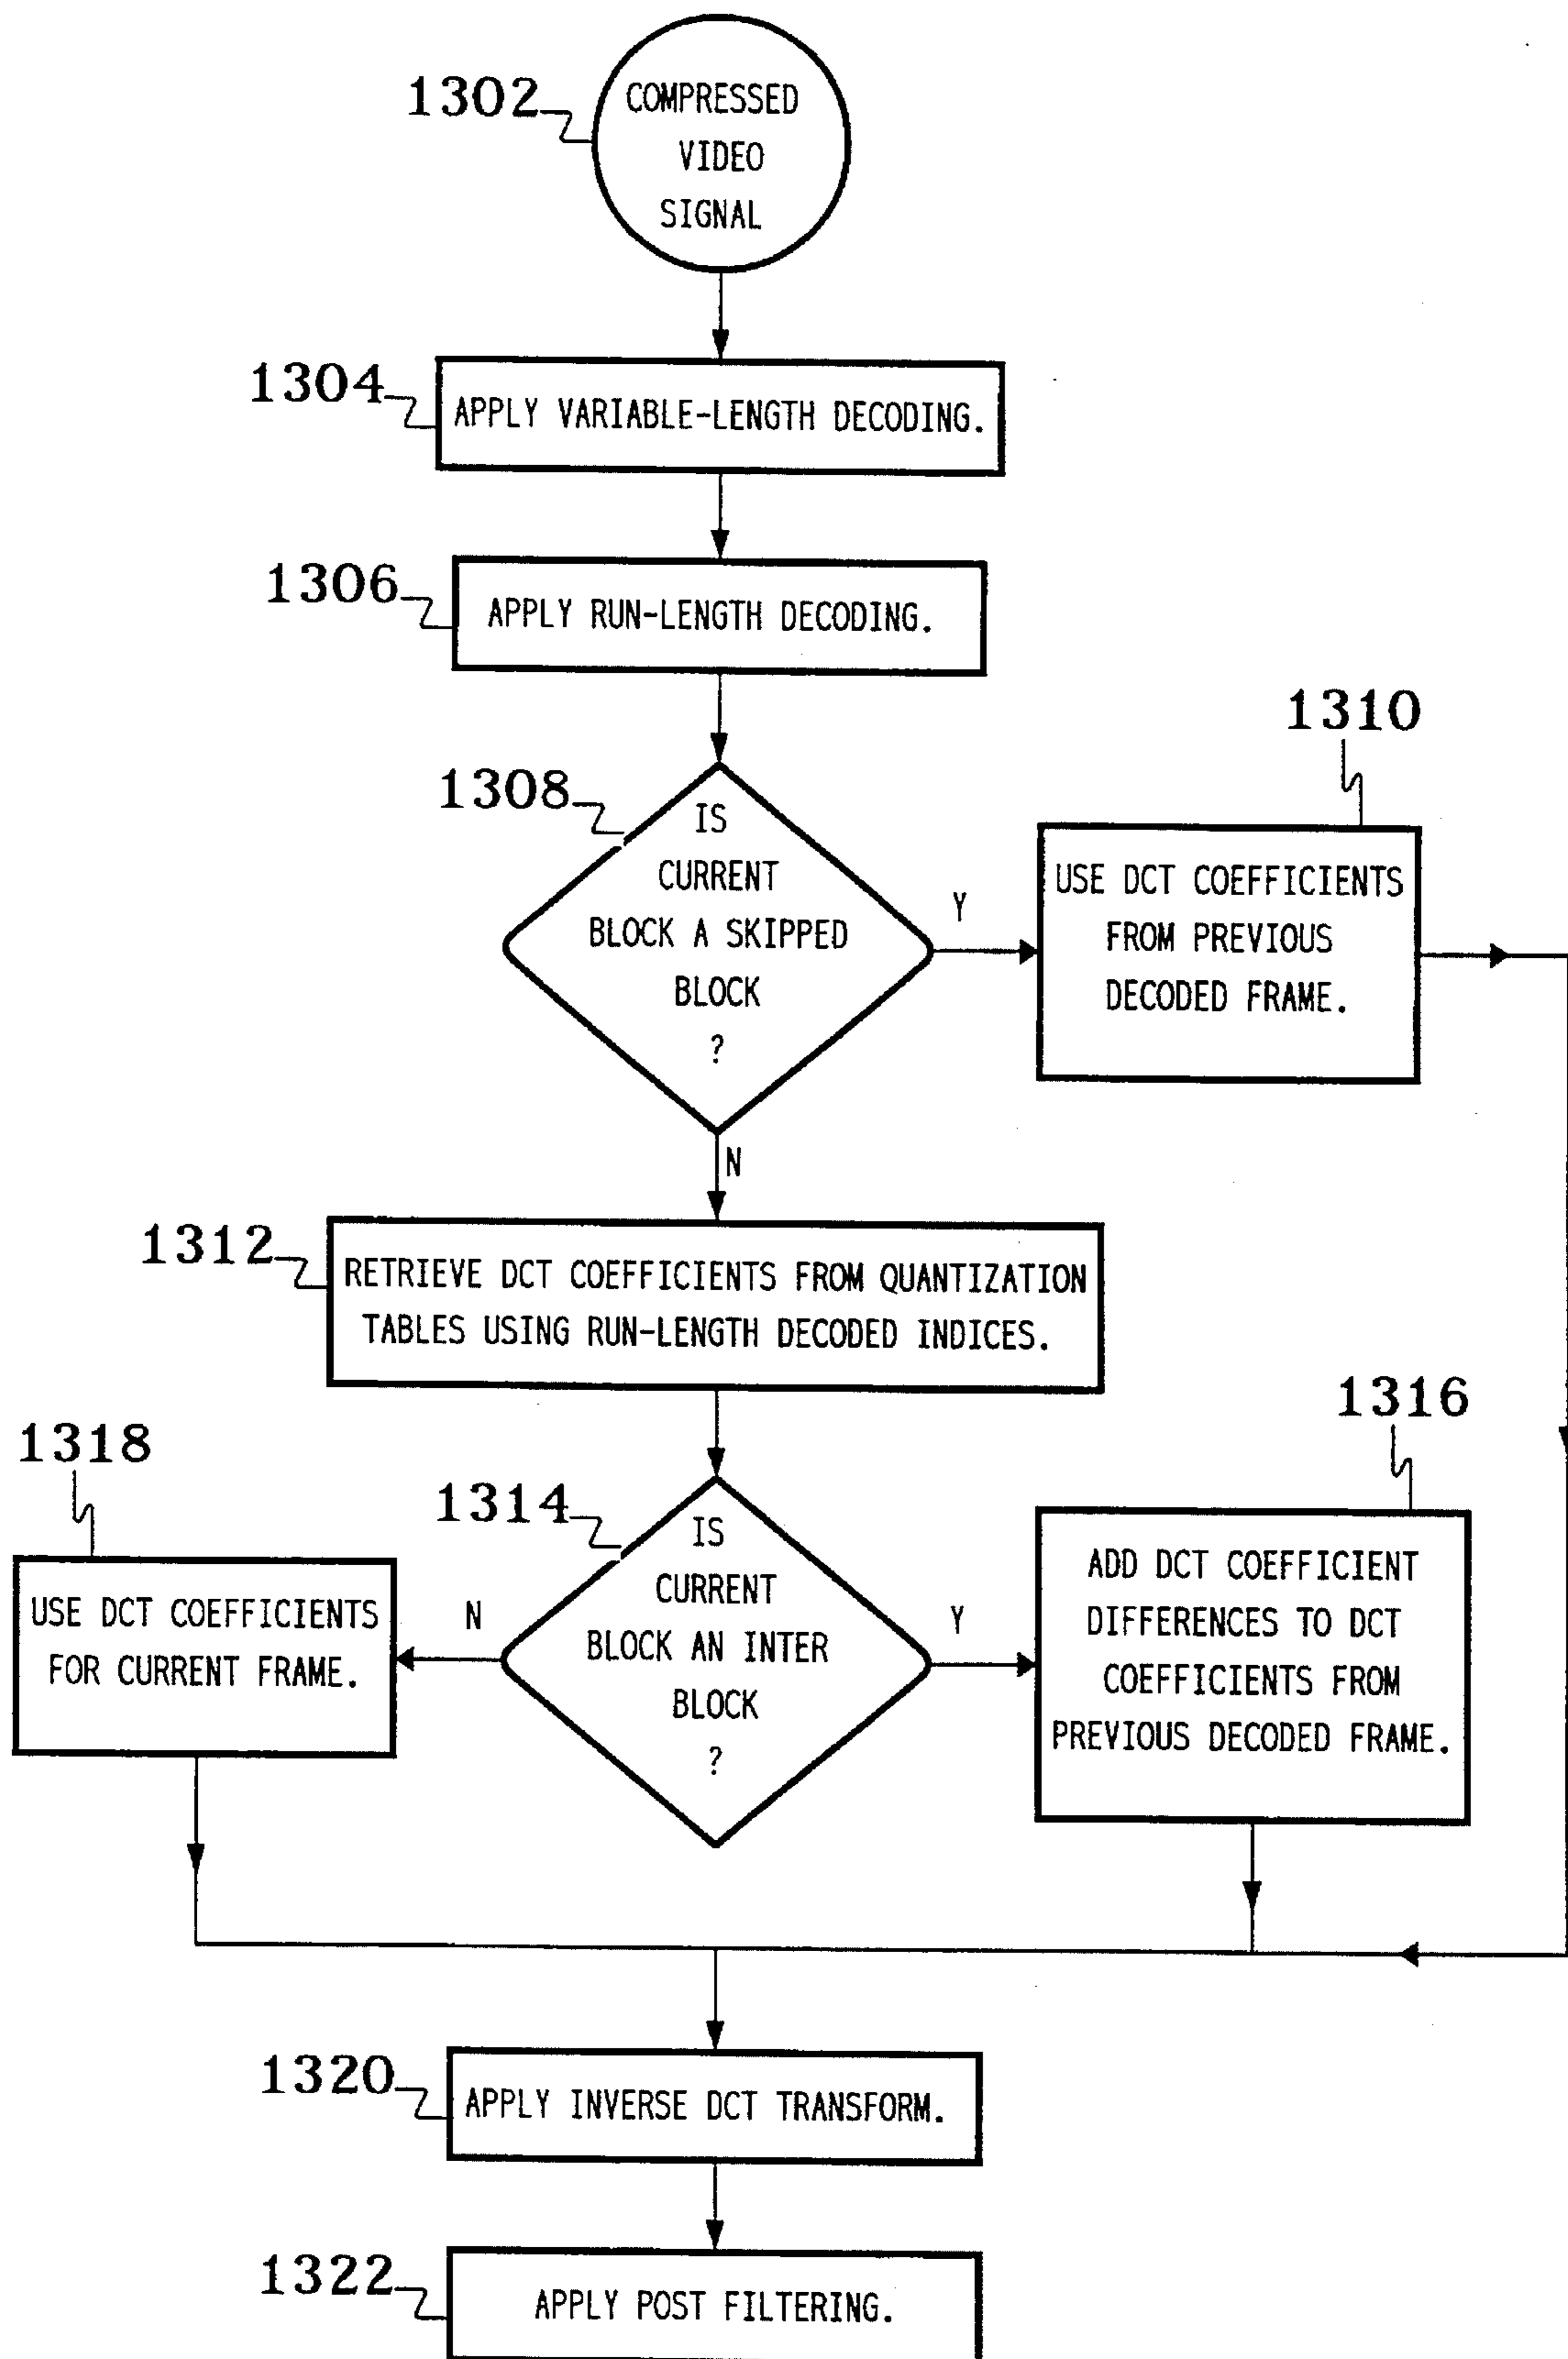 1302
COMPRESSED
VIDEO
SIGNAL
1304
APPLY VARIABLE-LENGTH DECODING.
1306
APPLY RUN-LENGTH DECODING.
1308
IS
CURRENT
BLOCK A SKIPPED
BLOCK
?
Y
N
1310
USE DCT COEFFICIENTS
FROM PREVIOUS
DECODED FRAME.
1312
RETRIEVE DCT COEFFICIENTS FROM QUANTIZATION
TABLES USING RUN-LENGTH DECODED INDICES.
1314
IS
CURRENT
BLOCK AN INTER
BLOCK
?
N
Y
1316
ADD DCT COEFFICIENT
DIFFERENCES TO DCT
COEFFICIENTS FROM
PREVIOUS DECODED FRAME.
1318
USE DCT COEFFICIENTS
FOR CURRENT FRAME.
1320
APPLY INVERSE DCT TRANSFORM.
1322
APPLY POST FILTERING.